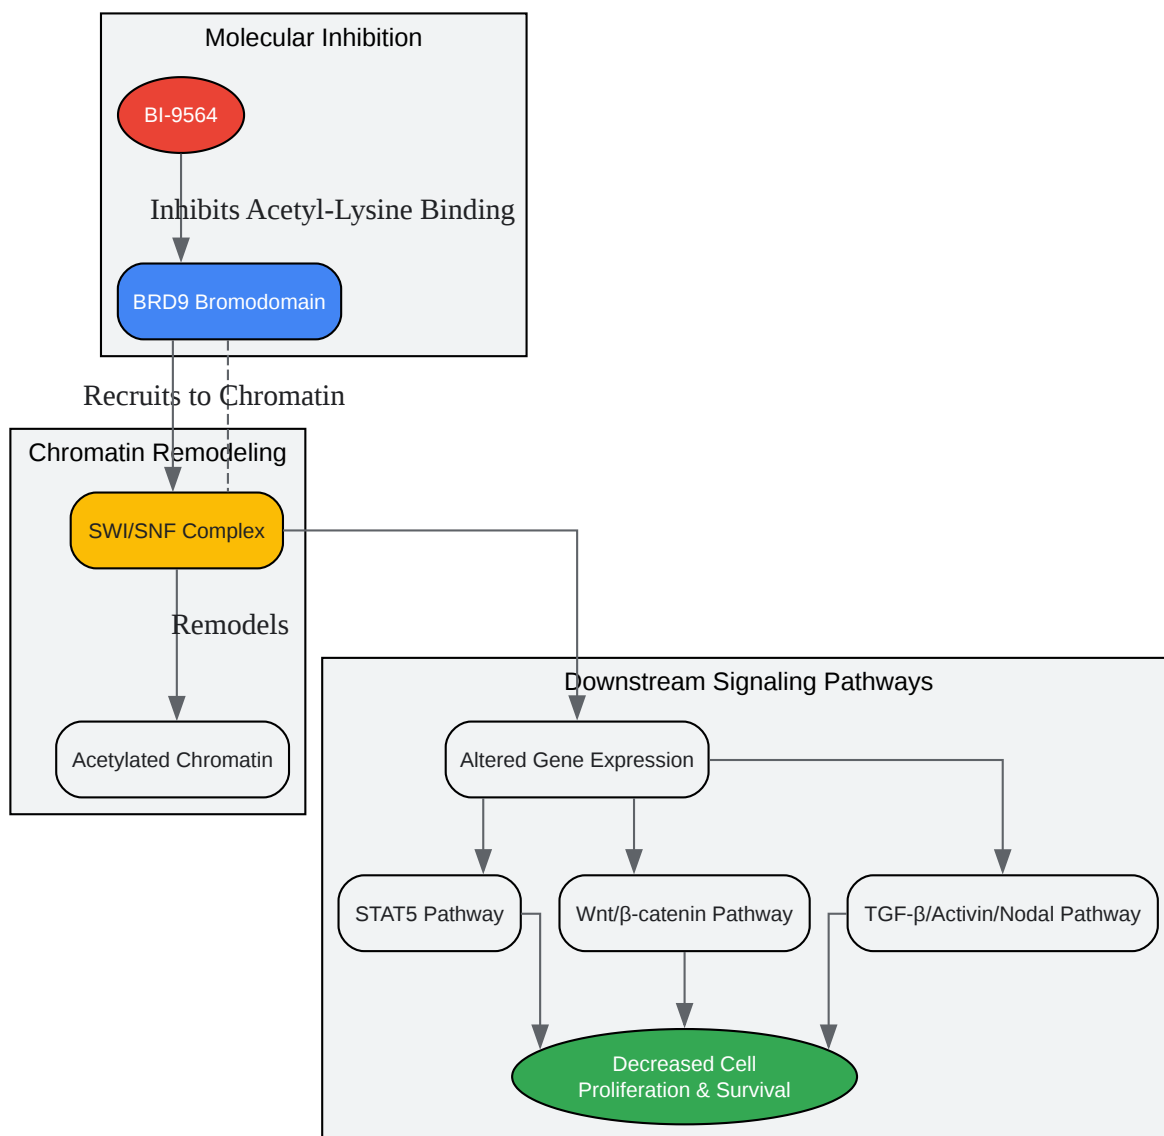 Molecular Inhibition
BI-9564
Inhibits Acetyl-Lysine Binding
BRD9 Bromodomain
Recruits to Chromatin
Chromatin Remodeling
SWI/SNF Complex
Remodels
Acetylated Chromatin
Downstream Signaling Pathways
Altered Gene Expression
STAT5 Pathway
Wnt/β-catenin Pathway
TGF-β/Activin/Nodal Pathway
Decreased Cell
Proliferation & Survival